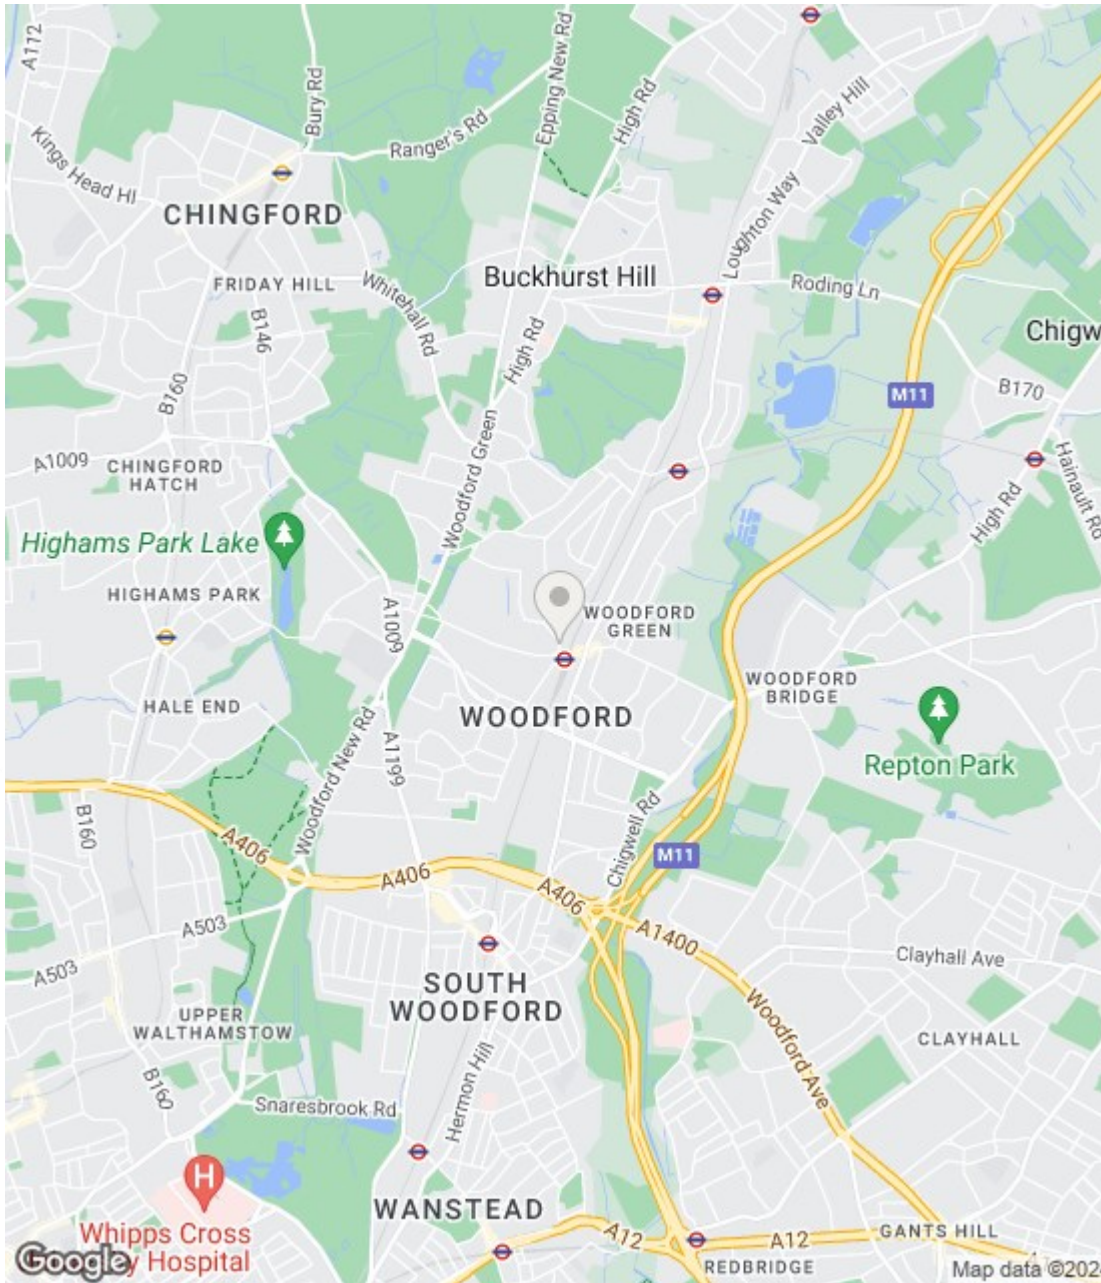 A112
Bury Rd
Epping New Rd
High Rd
Valley Hill
Kings Head Hl
Ranger's Rd
CHINGFORD
Loughton Way
Buckhurst Hill
FRIDAY HILL
Whitehall Rd
Roding Ln
B146
High Rd
Chigw
B160
M11
B170
A1009
CHINGFORD
HATCH
Woodford Green
Hainault Rd
High Rd
Highams Park Lake
HIGHAMS PARK
A1009
WOODFORD
GREEN
HALE END
WOODFORD
BRIDGE
WOODFORD
Woodford New Rd
A1199
Repton Park
B160
A406
Chigwell Rd
M11
A406
A406
A503
A1400
A503
Clayhall Ave
SOUTH
WOODFORD
UPPER
WALTHAMSTOW
Woodford Ave
CLAYHALL
B160
Hermon Hill
Snaresbrook Rd
H
WANSTEAD
Whipps Cross
Hospital
A12
A12
GANTS HILL
REDBRIDGE
Google
Map data ©202